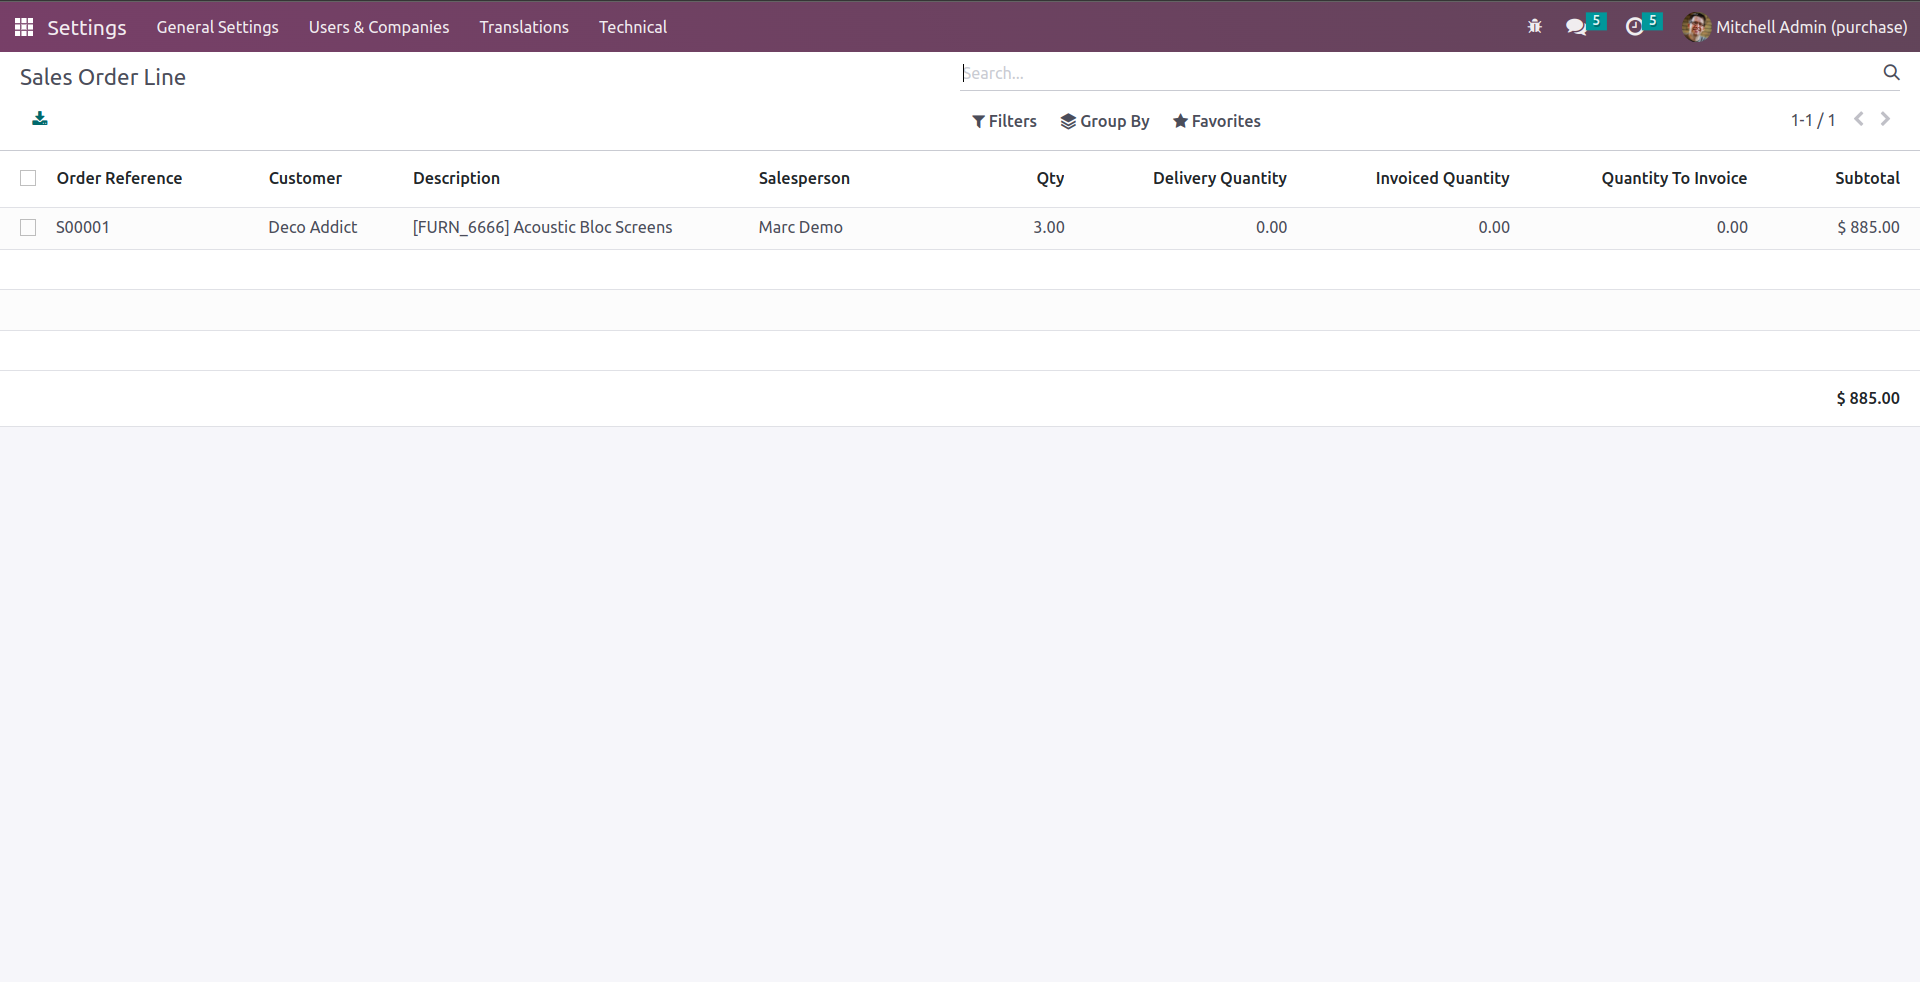 Settings General Settings Users & Companies Translations Technical 5 5 Mitchell Admin (purchase)
Sales Order Line Search...
Filters Group By Favorites 1-1 / 1
Order Reference Customer Description Salesperson Qty Delivery Quantity Invoiced Quantity Quantity To Invoice Subtotal
S00001 Deco Addict [FURN_6666] Acoustic Bloc Screens Marc Demo 3.00 0.00 0.00 0.00 $ 885.00
$ 885.00